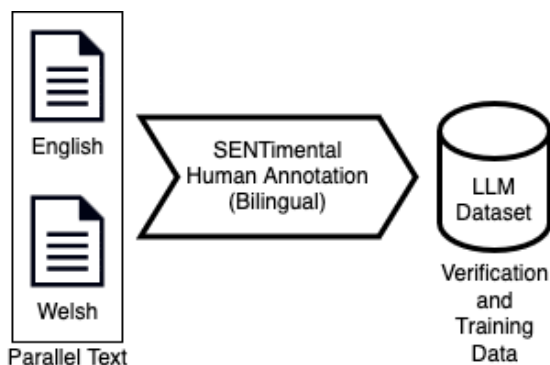 English
Welsh
Parallel Text
SENTimental
Human Annotation
(Bilingual)
LLM
Dataset
Verification
and
Training
Data